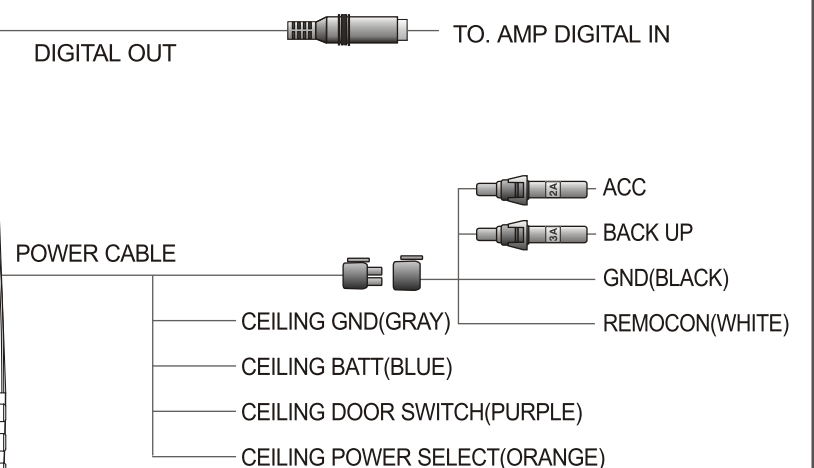 TO. AMP DIGITAL IN
DIGITAL OUT
2A
ACC
3A
BACK UP
POWER CABLE
GND(BLACK)
CEILING GND(GRAY)
REMOCON(WHITE)
CEILING BATT(BLUE)
CEILING DOOR SWITCH(PURPLE)
CEILING POWER SELECT(ORANGE)